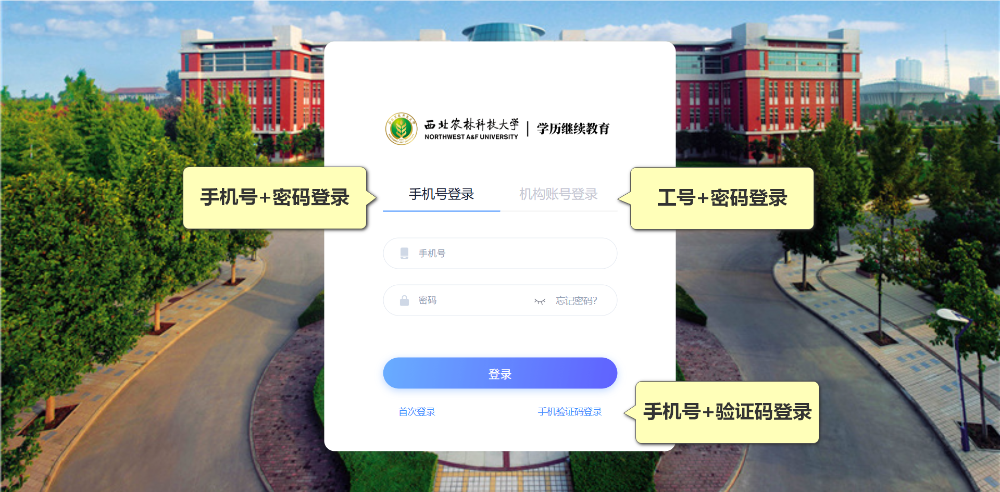 西北农林科技大学
NORTHWEST A&F UNIVERSITY
学历继续教育
手机号+密码登录
手机号登录
机构账号登录
工号+密码登录
手机号
密码
忘记密码?
登录
首次登录
手机验证码登录
手机号+验证码登录